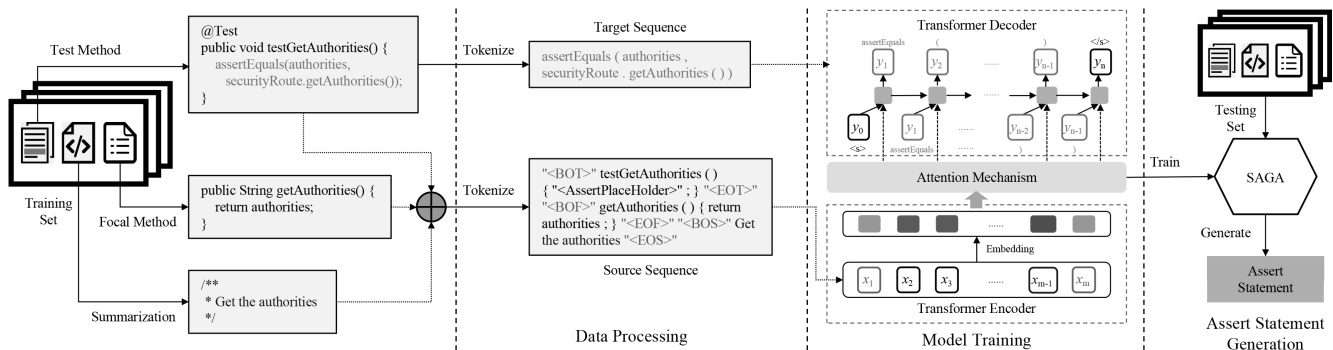 Test Method
Training
Set
Focal Method
Summarization
@Test
public void testGetAuthorities() {
assertEquals(authorities,
securityRoute.getAuthorities());
}
public String getAuthorities() {
return authorities;
}
/**
* Get the authorities
*/
Tokenize
Tokenize
Target Sequence
assertEquals ( authorities ,
securityRoute . getAuthorities ( ) )
"<BOT>" testGetAuthorities ( )
{ "<AssertPlaceHolder>" ; } "<EOT>"
"<BOF>" getAuthorities ( ) { return
authorities ; } "<EOF>" "<BOS>" Get
the authorities "<EOS>"
Source Sequence
Data Processing
Transformer Decoder
assertEquals ( ) </s>
y1 y2 ...... yn-1 yn
......
y0 y1 ...... yn-2 yn-1
<s> assertEquals ...... ) )
Attention Mechanism
......
Embedding
x1 x2 x3 ...... xm-1 xm
Transformer Encoder
Model Training
Train
Testing
Set
SAGA
Generate
Assert
Statement
Assert Statement
Generation